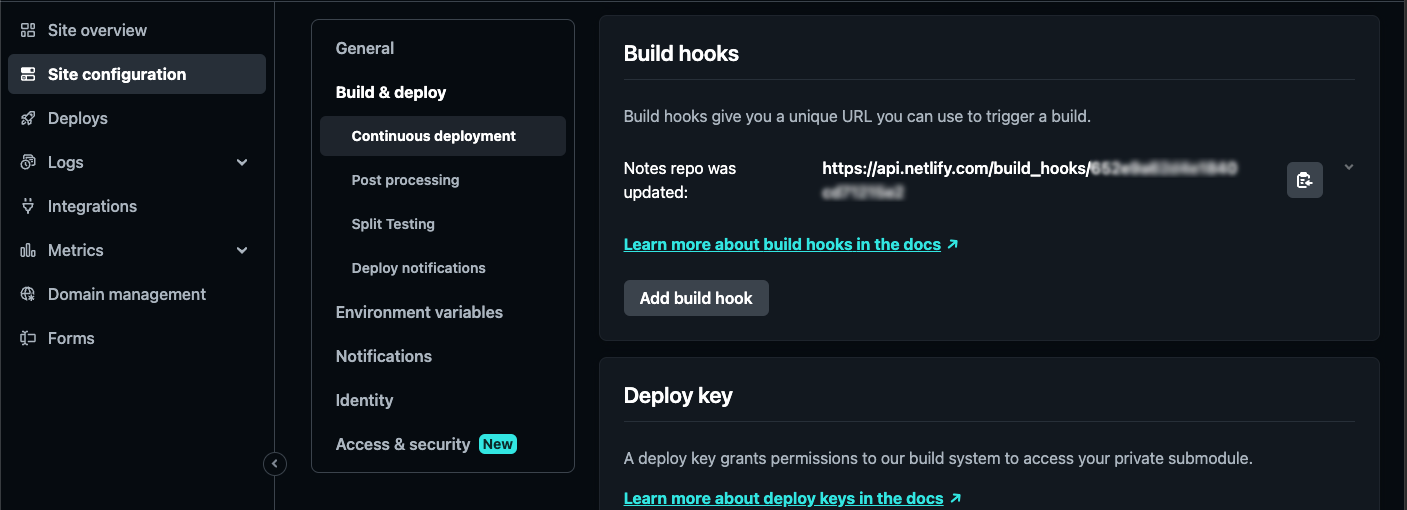 Site overview
Site configuration
Deploys
Logs
Integrations
Metrics
Domain management
Forms
General
Build & deploy
Continuous deployment
Post processing
Split Testing
Deploy notifications
Environment variables
Notifications
Identity
Access & security New
Build hooks
Build hooks give you a unique URL you can use to trigger a build.
Notes repo was
updated:
https://api.netlify.com/build_hooks/
Learn more about build hooks in the docs
Add build hook
Deploy key
A deploy key grants permissions to our build system to access your private submodule.
Learn more about deploy keys in the docs